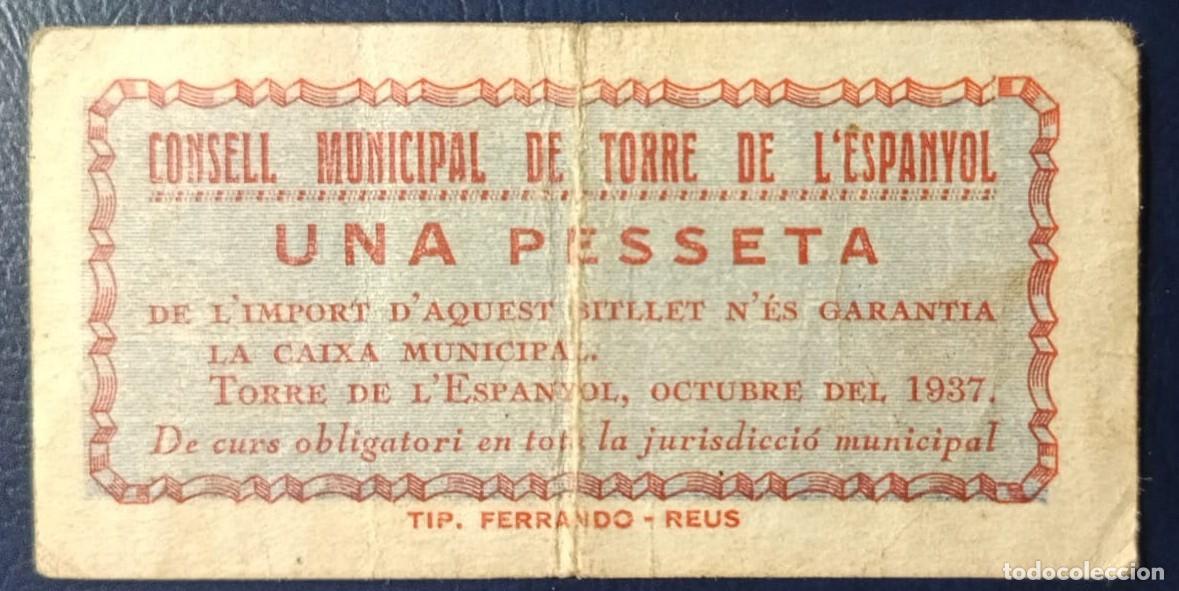 CONSELL MUNICIPAL DE TORRE DE L'ESPANYOL
UNA PESSETA
DE L'IMPORT D'AQUEST BITLLET N'ÉS GARANTIA
LA CAIXA MUNICIPAL.
TORRE DE L'ESPANYOL, OCTUBRE DEL 1937.
De curs obligatori en tota la jurisdicció municipal
TIP. FERRANDO - REUS
todocoleccion